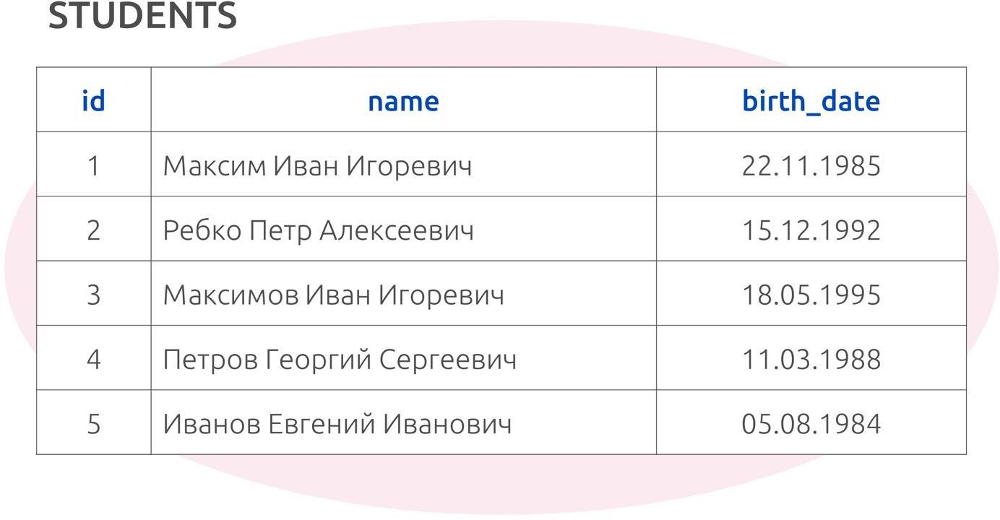 STUDENTS
id name birth_date
1 Максим Иван Игоревич 22.11.1985
2 Ребко Петр Алексеевич 15.12.1992
3 Максимов Иван Игоревич 18.05.1995
4 Петров Георгий Сергеевич 11.03.1988
5 Иванов Евгений Иванович 05.08.1984